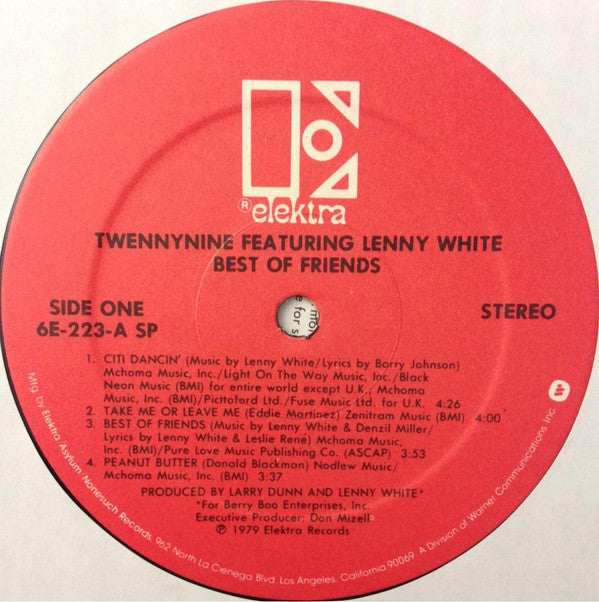 ® elektra
TWENNYNINE FEATURING LENNY WHITE
BEST OF FRIENDS
SIDE ONE
6E-223-A SP
STEREO
1. CITI DANCIN' (Music by Lenny White/Lyrics by Barry Johnson)
Mchoma Music, Inc./Light On The Way Music, Inc./Black
Neon Music (BMI) for entire world except U.K.; Mchoma
Music, Inc. (BMI)/Pictoford Ltd./Fuse Music Ltd. for U.K. 4:26
2. TAKE ME OR LEAVE ME (Eddie Martinez) Zenitram Music (BMI) 4:00
3. BEST OF FRIENDS (Music by Lenny White & Denzil Miller/
Lyrics by Lenny White & Leslie René) Mchoma Music,
Inc. (BMI)/Pure Love Music Publishing Co. (ASCAP) 3:53
4. PEANUT BUTTER (Donald Blackman) Nodlew Music/
Mchoma Music, Inc. (BMI) 3:37
PRODUCED BY LARRY DUNN AND LENNY WHITE*
*For Berry Boo Enterprises, Inc.
Executive Producer: Don Mizell
℗ 1979 Elektra Records
Mfg. by Elektra Asylum Nonesuch Records, 962 North La Cienega Blvd. Los Angeles, California 90069. A Division of Warner Communications Inc.